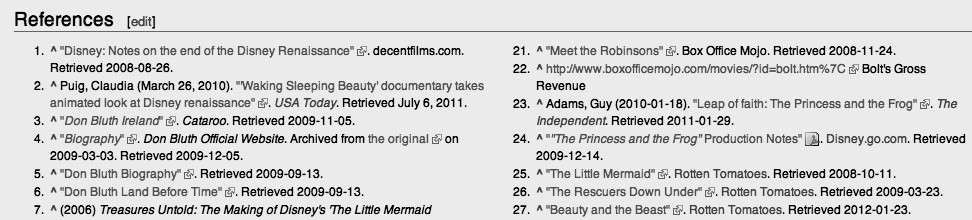 References [edit]
1. ^ "Disney: Notes on the end of the Disney Renaissance" . decentfilms.com.
Retrieved 2008-08-26.
2. ^ Puig, Claudia (March 26, 2010). "'Waking Sleeping Beauty' documentary takes
animated look at Disney renaissance" . USA Today. Retrieved July 6, 2011.
3. ^ "Don Bluth Ireland" . Cataroo. Retrieved 2009-11-05.
4. ^ "Biography" . Don Bluth Official Website. Archived from the original on
2009-03-03. Retrieved 2009-12-05.
5. ^ "Don Bluth Biography" . Retrieved 2009-09-13.
6. ^ "Don Bluth Land Before Time" . Retrieved 2009-09-13.
7. ^ (2006) Treasures Untold: The Making of Disney's 'The Little Mermaid
21. ^ "Meet the Robinsons" . Box Office Mojo. Retrieved 2008-11-24.
22. ^ http://www.boxofficemojo.com/movies/?id=bolt.htm%7C Bolt's Gross
Revenue
23. ^ Adams, Guy (2010-01-18). "Leap of faith: The Princess and the Frog" . The
Independent. Retrieved 2011-01-29.
24. ^ ""The Princess and the Frog" Production Notes" . Disney.go.com. Retrieved
2009-12-14.
25. ^ "The Little Mermaid" . Rotten Tomatoes. Retrieved 2008-10-11.
26. ^ "The Rescuers Down Under" . Rotten Tomatoes. Retrieved 2009-03-23.
27. ^ "Beauty and the Beast" . Rotten Tomatoes. Retrieved 2012-01-23.